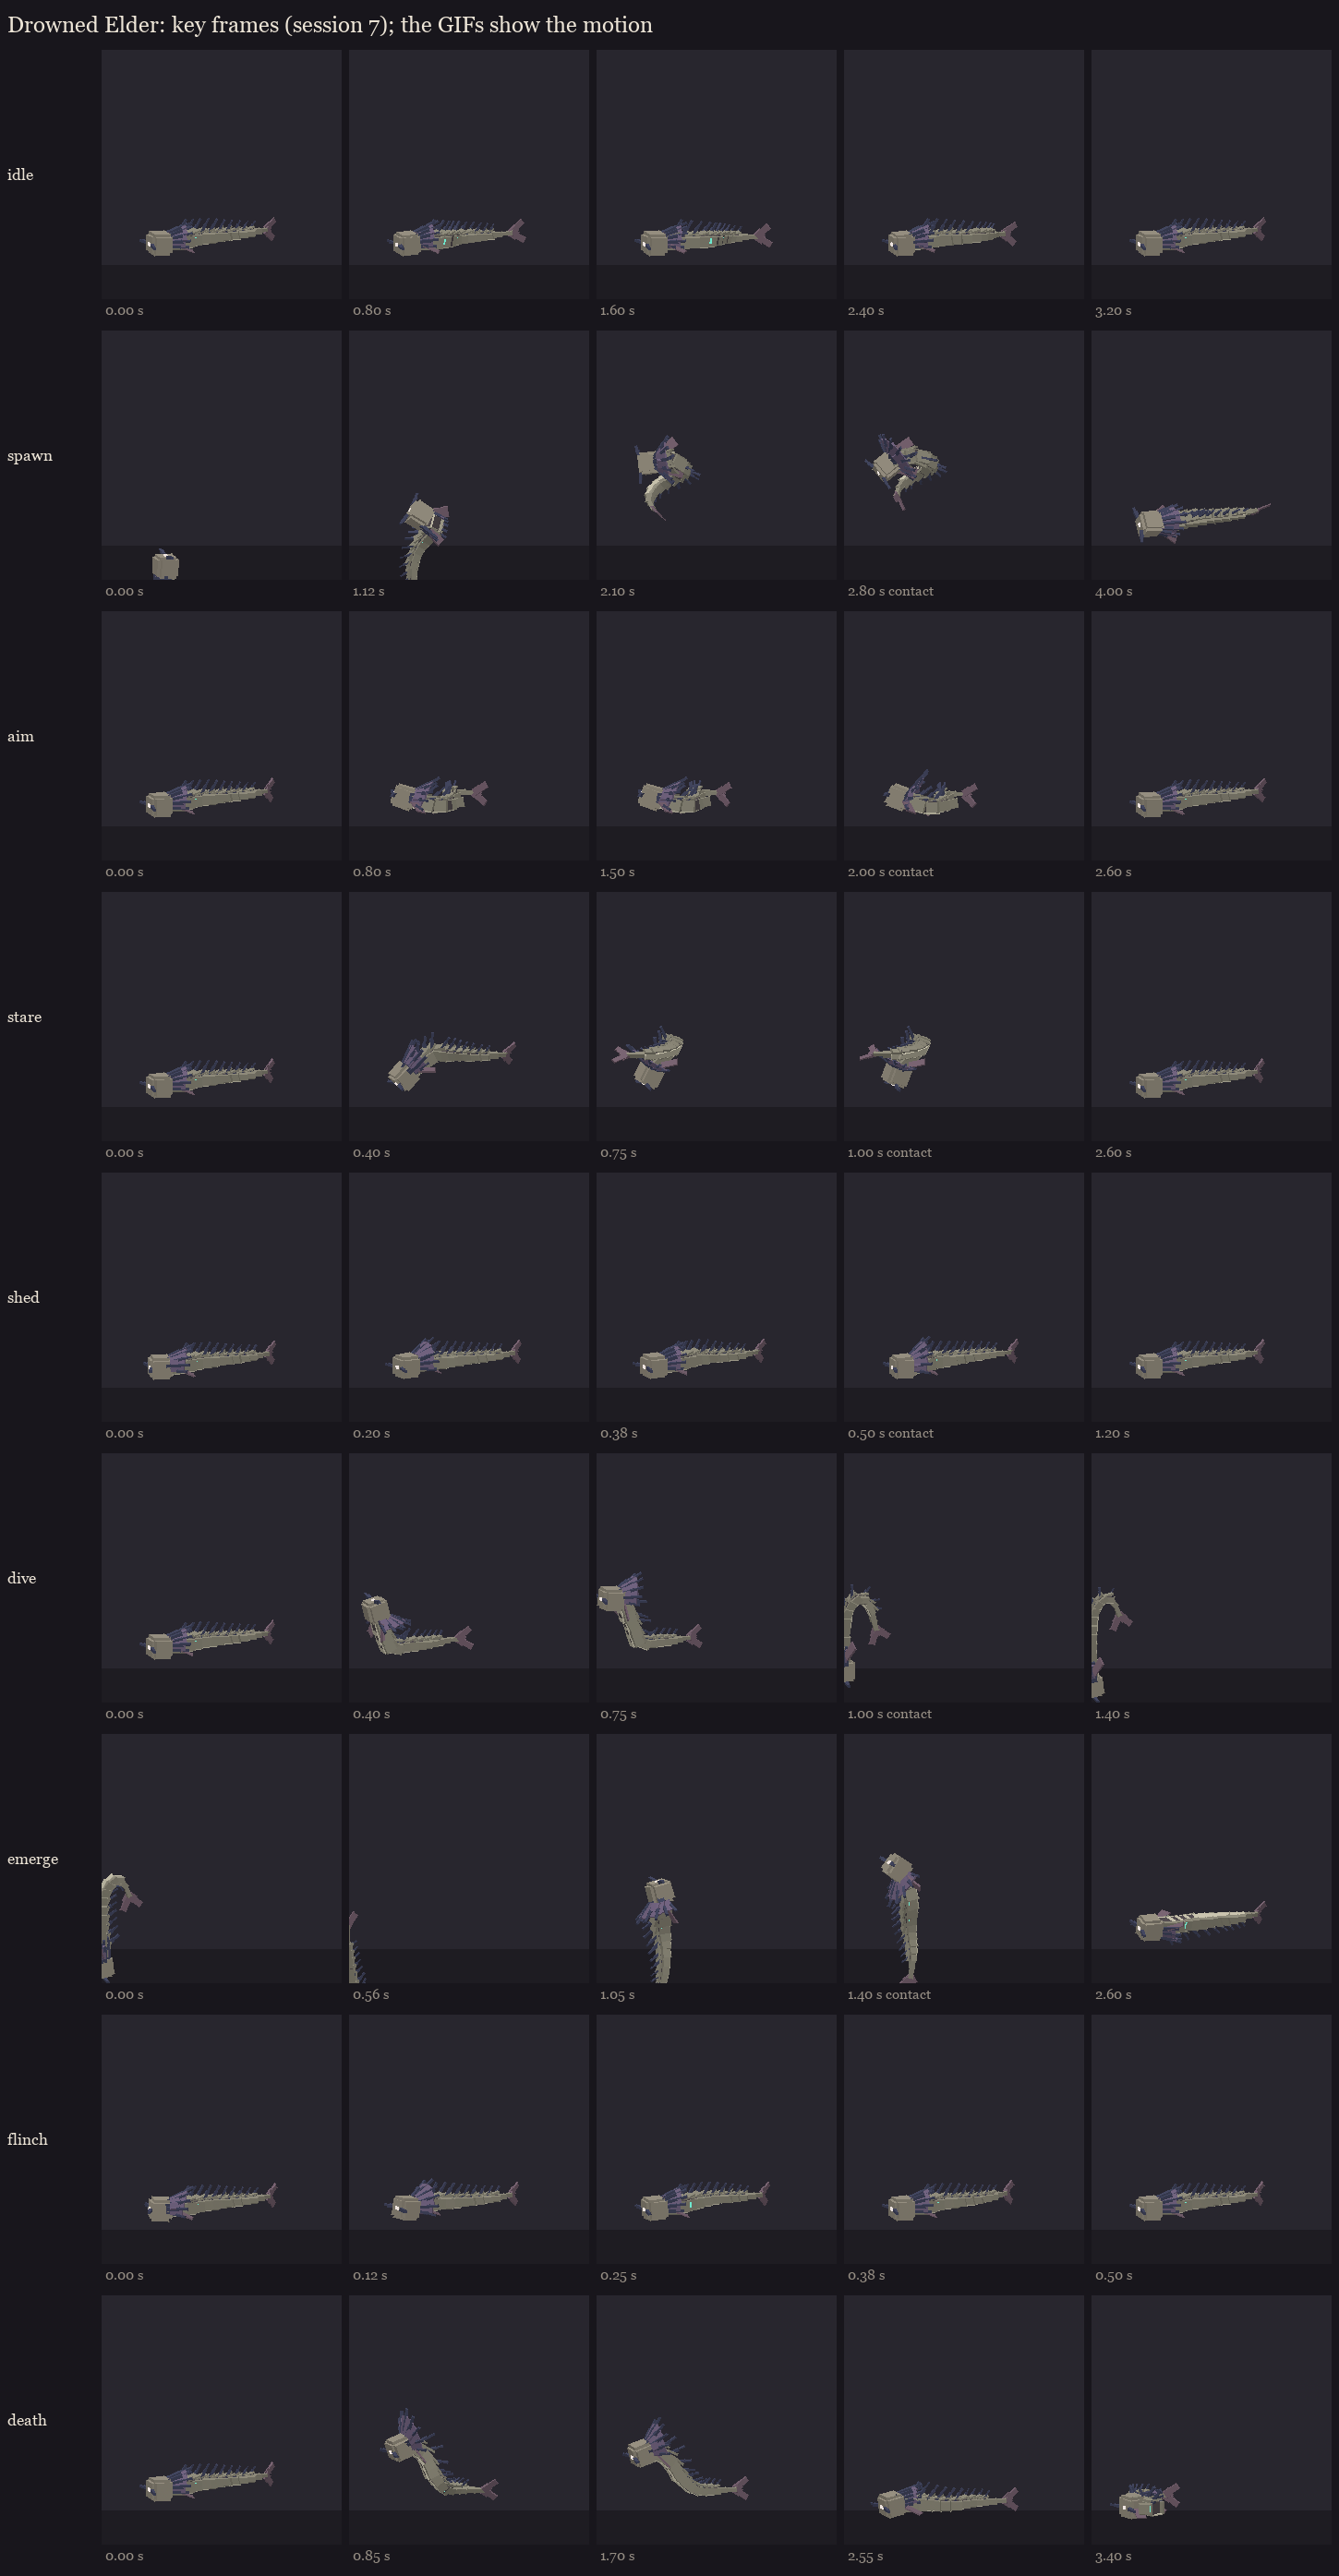 Drowned Elder: key frames (session 7); the GIFs show the motion
idle
0.00 s 0.80 s 1.60 s 2.40 s 3.20 s
spawn
0.00 s 1.12 s 2.10 s 2.80 s contact 4.00 s
aim
0.00 s 0.80 s 1.50 s 2.00 s contact 2.60 s
stare
0.00 s 0.40 s 0.75 s 1.00 s contact 2.60 s
shed
0.00 s 0.20 s 0.38 s 0.50 s contact 1.20 s
dive
0.00 s 0.40 s 0.75 s 1.00 s contact 1.40 s
emerge
0.00 s 0.56 s 1.05 s 1.40 s contact 2.60 s
flinch
0.00 s 0.12 s 0.25 s 0.38 s 0.50 s
death
0.00 s 0.85 s 1.70 s 2.55 s 3.40 s